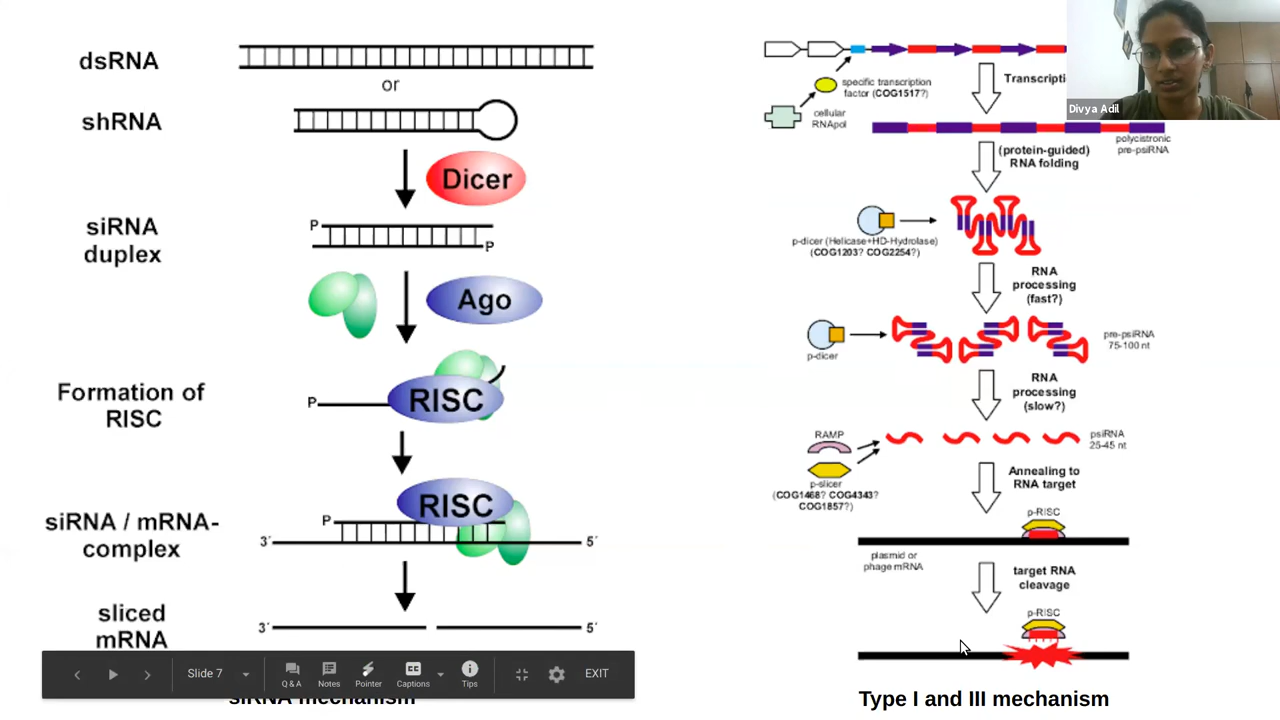 dsRNA
or
shRNA
Dicer
siRNA
duplex
P
P
Ago
Formation of
RISC
P
RISC
siRNA / mRNA-
complex
P
RISC
3´
5´
sliced
mRNA
3´
5´
Slide 7
Q & A
Notes
Pointer
Captions
Tips
EXIT
siRNA mechanism
Divya Adil
specific transcription
factor (COG1517?)
cellular
RNApol
Transcripti
polycistronic
pre-psiRNA
(protein-guided)
RNA folding
p-dicer (Helicase+HD-Hydrolase)
(COG1203? COG2254?)
RNA
processing
(fast?)
p-dicer
pre-psiRNA
75-100 nt
RNA
processing
(slow?)
RAMP
psiRNA
25-45 nt
p-slicer
(COG1468? COG4343?
COG1857?)
Annealing to
RNA target
p-RISC
plasmid or
phage mRNA
target RNA
cleavage
p-RISC
Type I and III mechanism